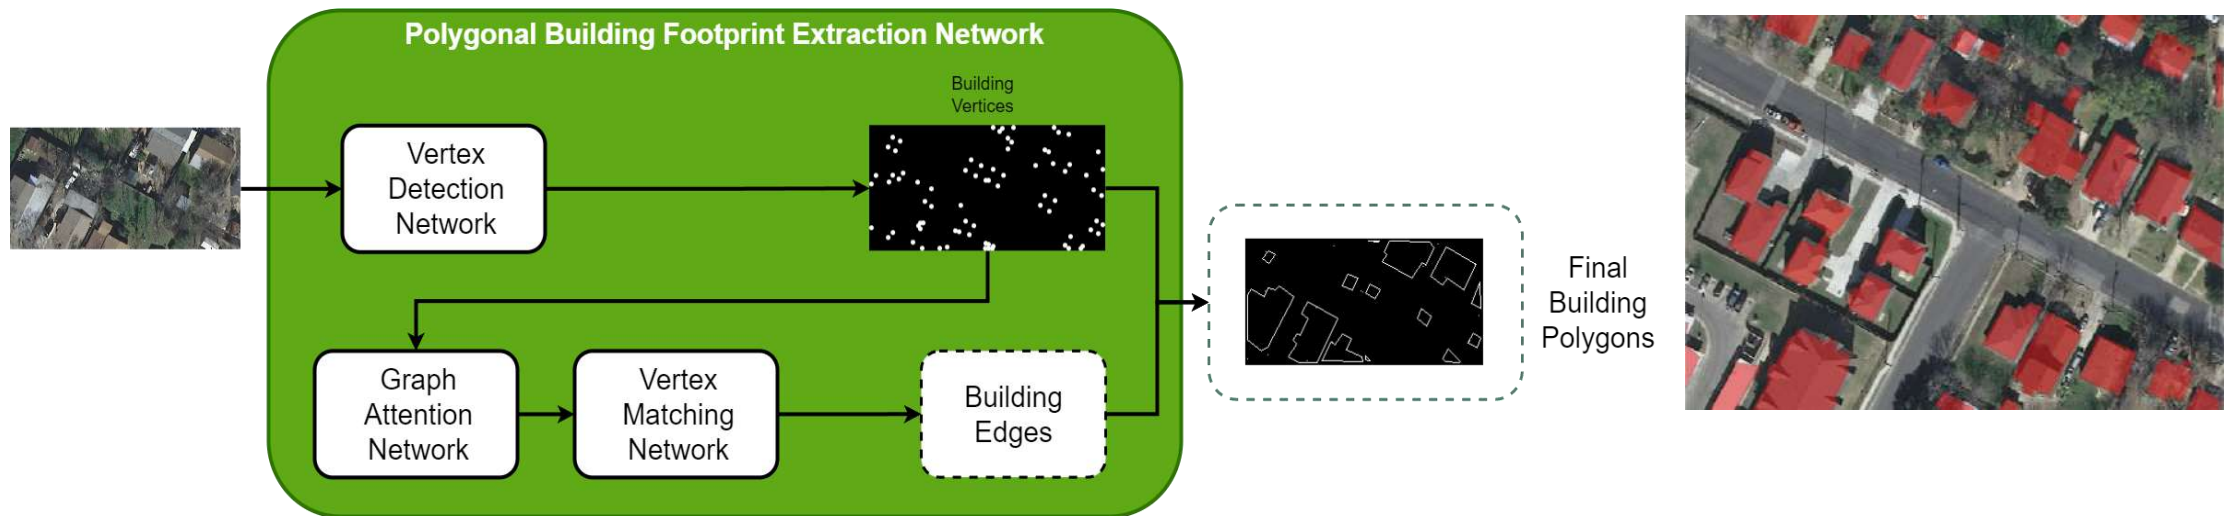 Polygonal Building Footprint Extraction Network
Building
Vertices
Vertex
Detection
Network
Graph
Attention
Network
Vertex
Matching
Network
Building
Edges
Final
Building
Polygons